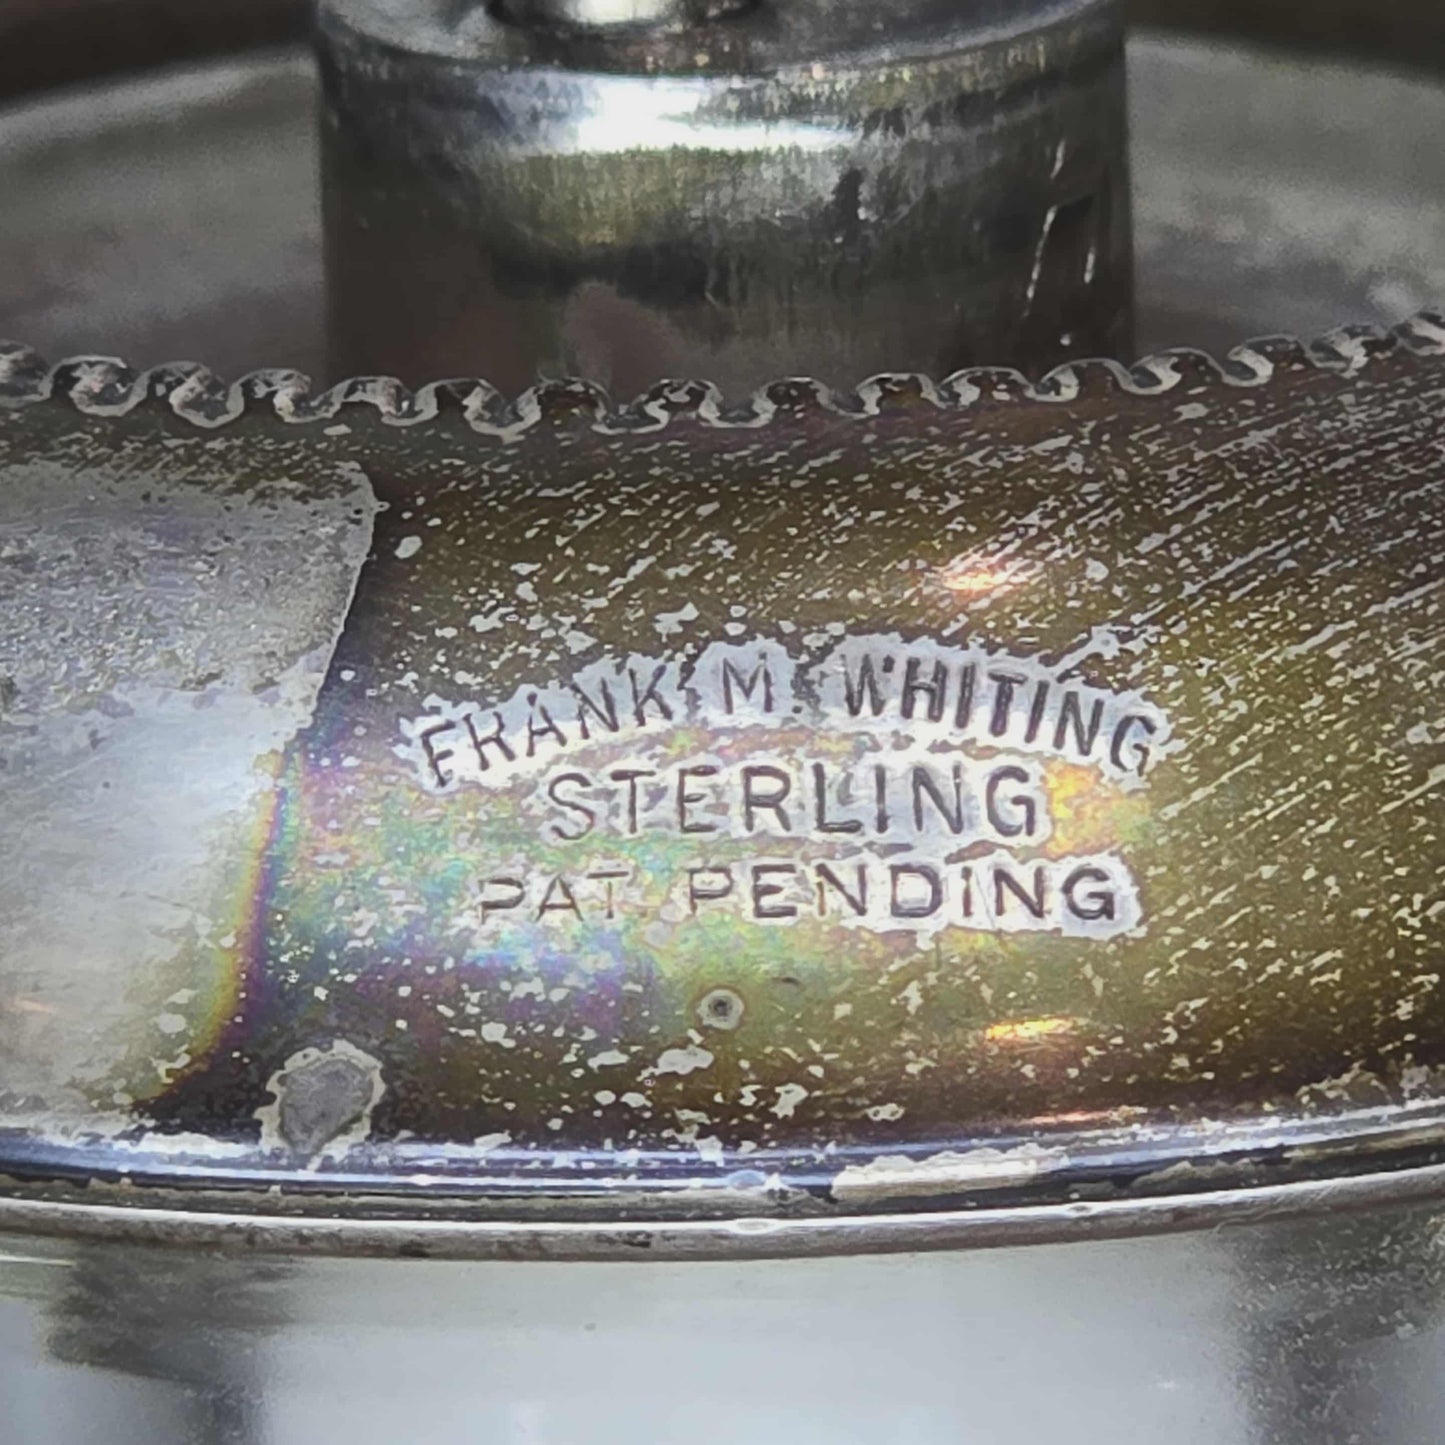 FRANK M. WHITING
STERLING
PAT. PENDING